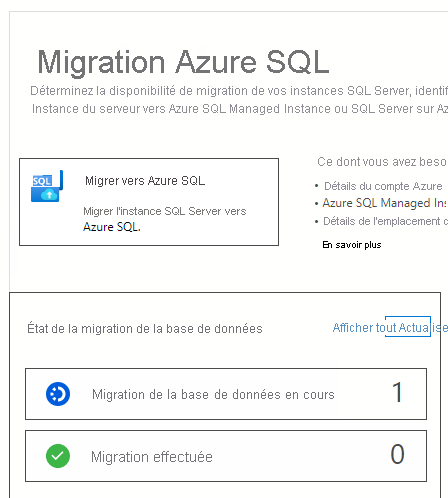 Migration Azure SQL
Déterminez la disponibilité de migration de vos instances SQL Server, identif
Instance du serveur vers Azure SQL Managed Instance ou SQL Server sur Az
SQL
Migrer vers Azure SQL
Migrer l'instance SQL Server vers
Azure SQL.
Ce dont vous avez beso
• Détails du compte Azure.
• Azure SQL Managed Ins
• Détails de l'emplacement c
En savoir plus
État de la migration de la base de données
Afficher tout Actualise
Migration de la base de données en cours 1
Migration effectuée 0